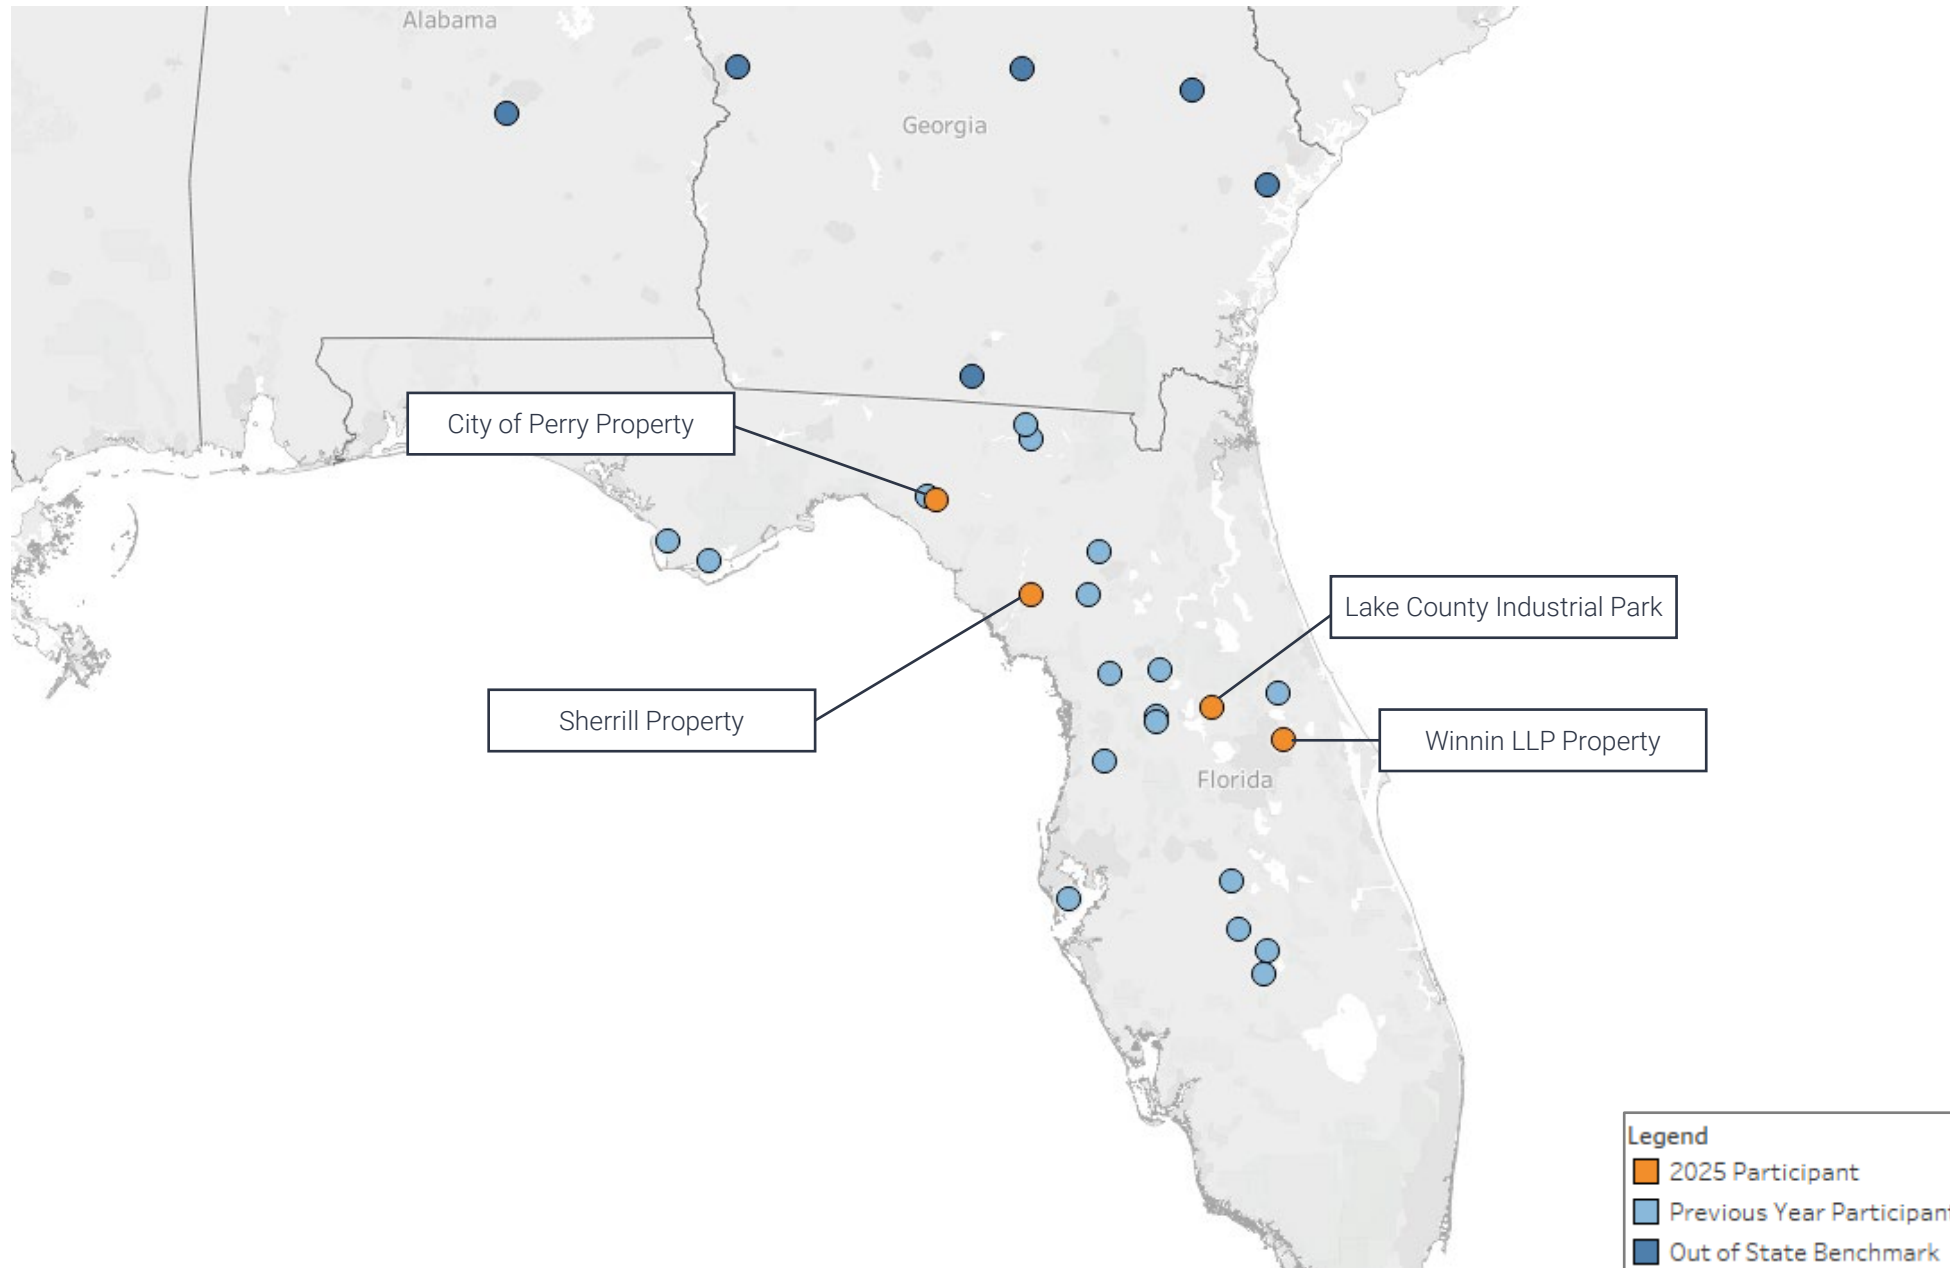 Alabama
Georgia
City of Perry Property
Lake County Industrial Park
Sherrill Property
Winnin LLP Property
Florida
Legend
2025 Participant
Previous Year Participant
Out of State Benchmark